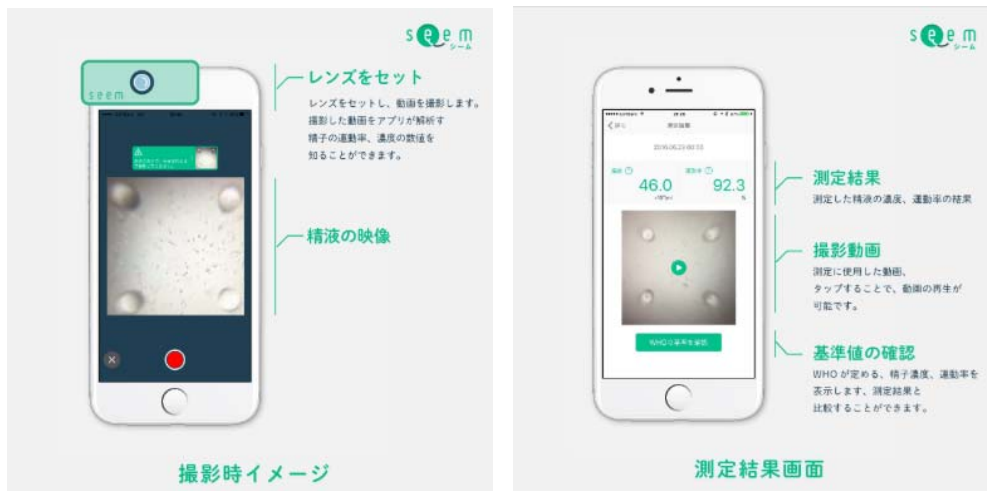 seem
シーム
seem
レンズをセット
レンズをセットし、動画を撮影します。
撮影した動画をアプリが解析す
精子の運動率、濃度の数値を
知ることができます。
精液の映像
撮影時イメージ
seem
シーム
測定結果
46.0
運動率
92.3
%
測定結果
測定した精液の濃度、運動率の結果
撮影動画
測定に使用した動画、
タップすることで、動画の再生が
可能です。
WHOの基準を確認
基準値の確認
WHO が定める、精子濃度、運動率を
表示します、測定結果と
比較することができます。
測定結果画面